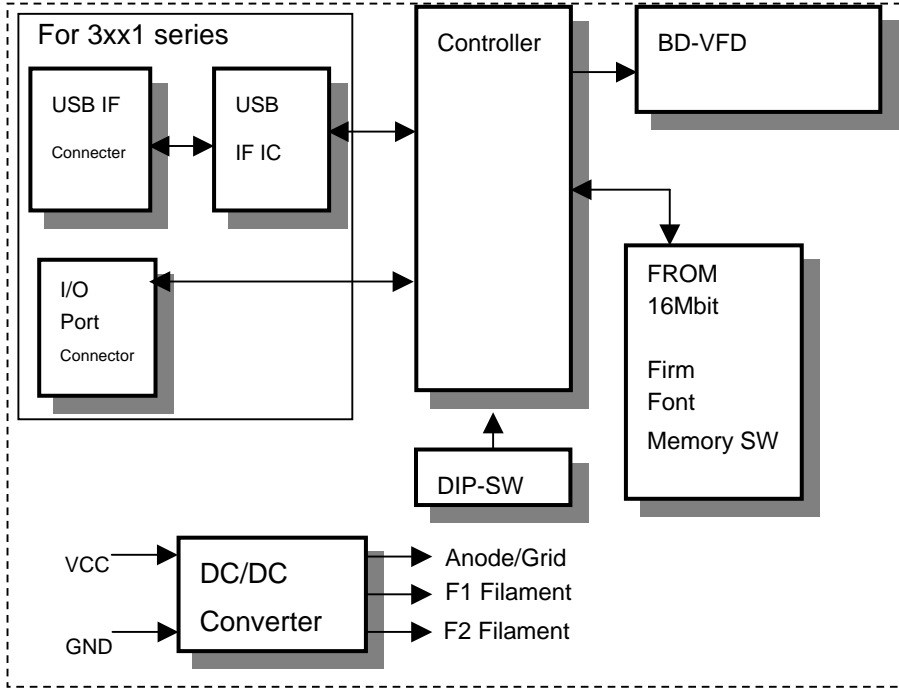 For 3xx1 series
USB IF
Connecter
USB
IF IC
I/O
Port
Connector
Controller
BD-VFD
FROM
16Mbit
Firm
Font
Memory SW
DIP-SW
VCC
GND
DC/DC
Converter
Anode/Grid
F1 Filament
F2 Filament